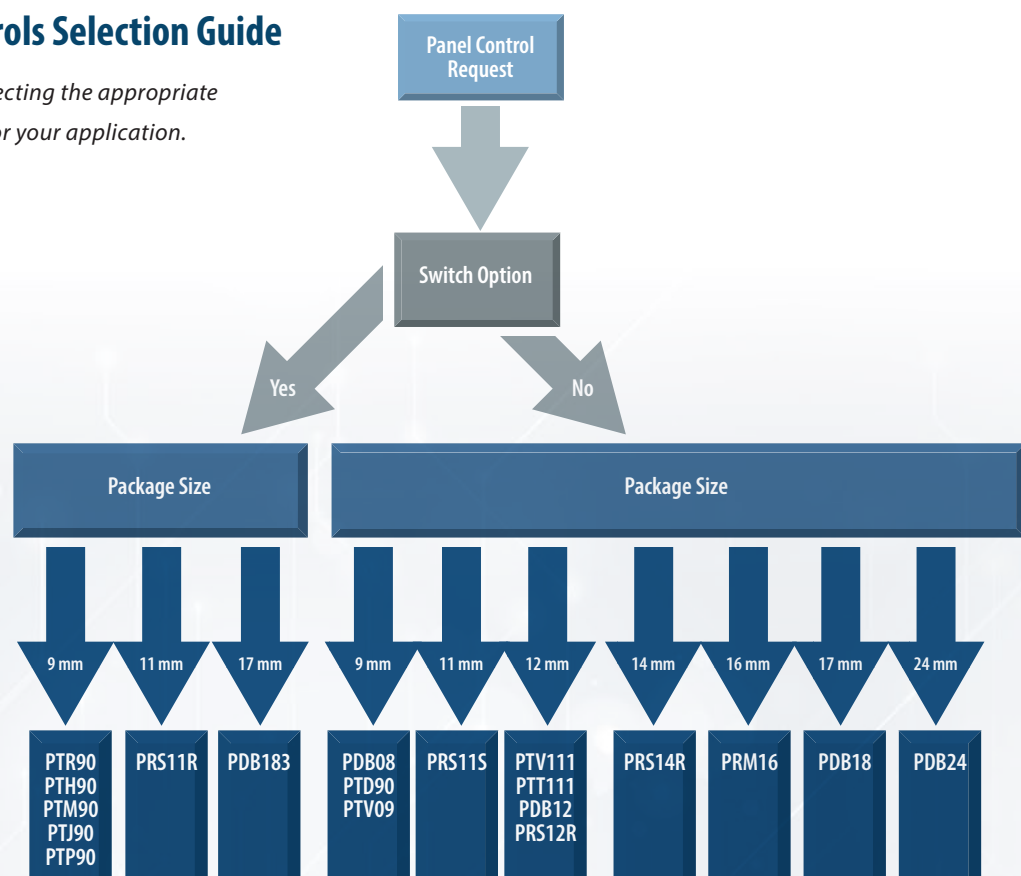 rols Selection Guide
ecting the appropriate
or your application.
Panel Control
Request
Switch Option
Yes
No
Package Size
Package Size
9 mm
11 mm
17 mm
9 mm
11 mm
12 mm
14 mm
16 mm
17 mm
24 mm
PTR90
PTH90
PTM90
PTJ90
PTP90
PRS11R
PDB183
PDB08
PTD90
PTV09
PRS11S
PTV111
PTT111
PDB12
PRS12R
PRS14R
PRM16
PDB18
PDB24